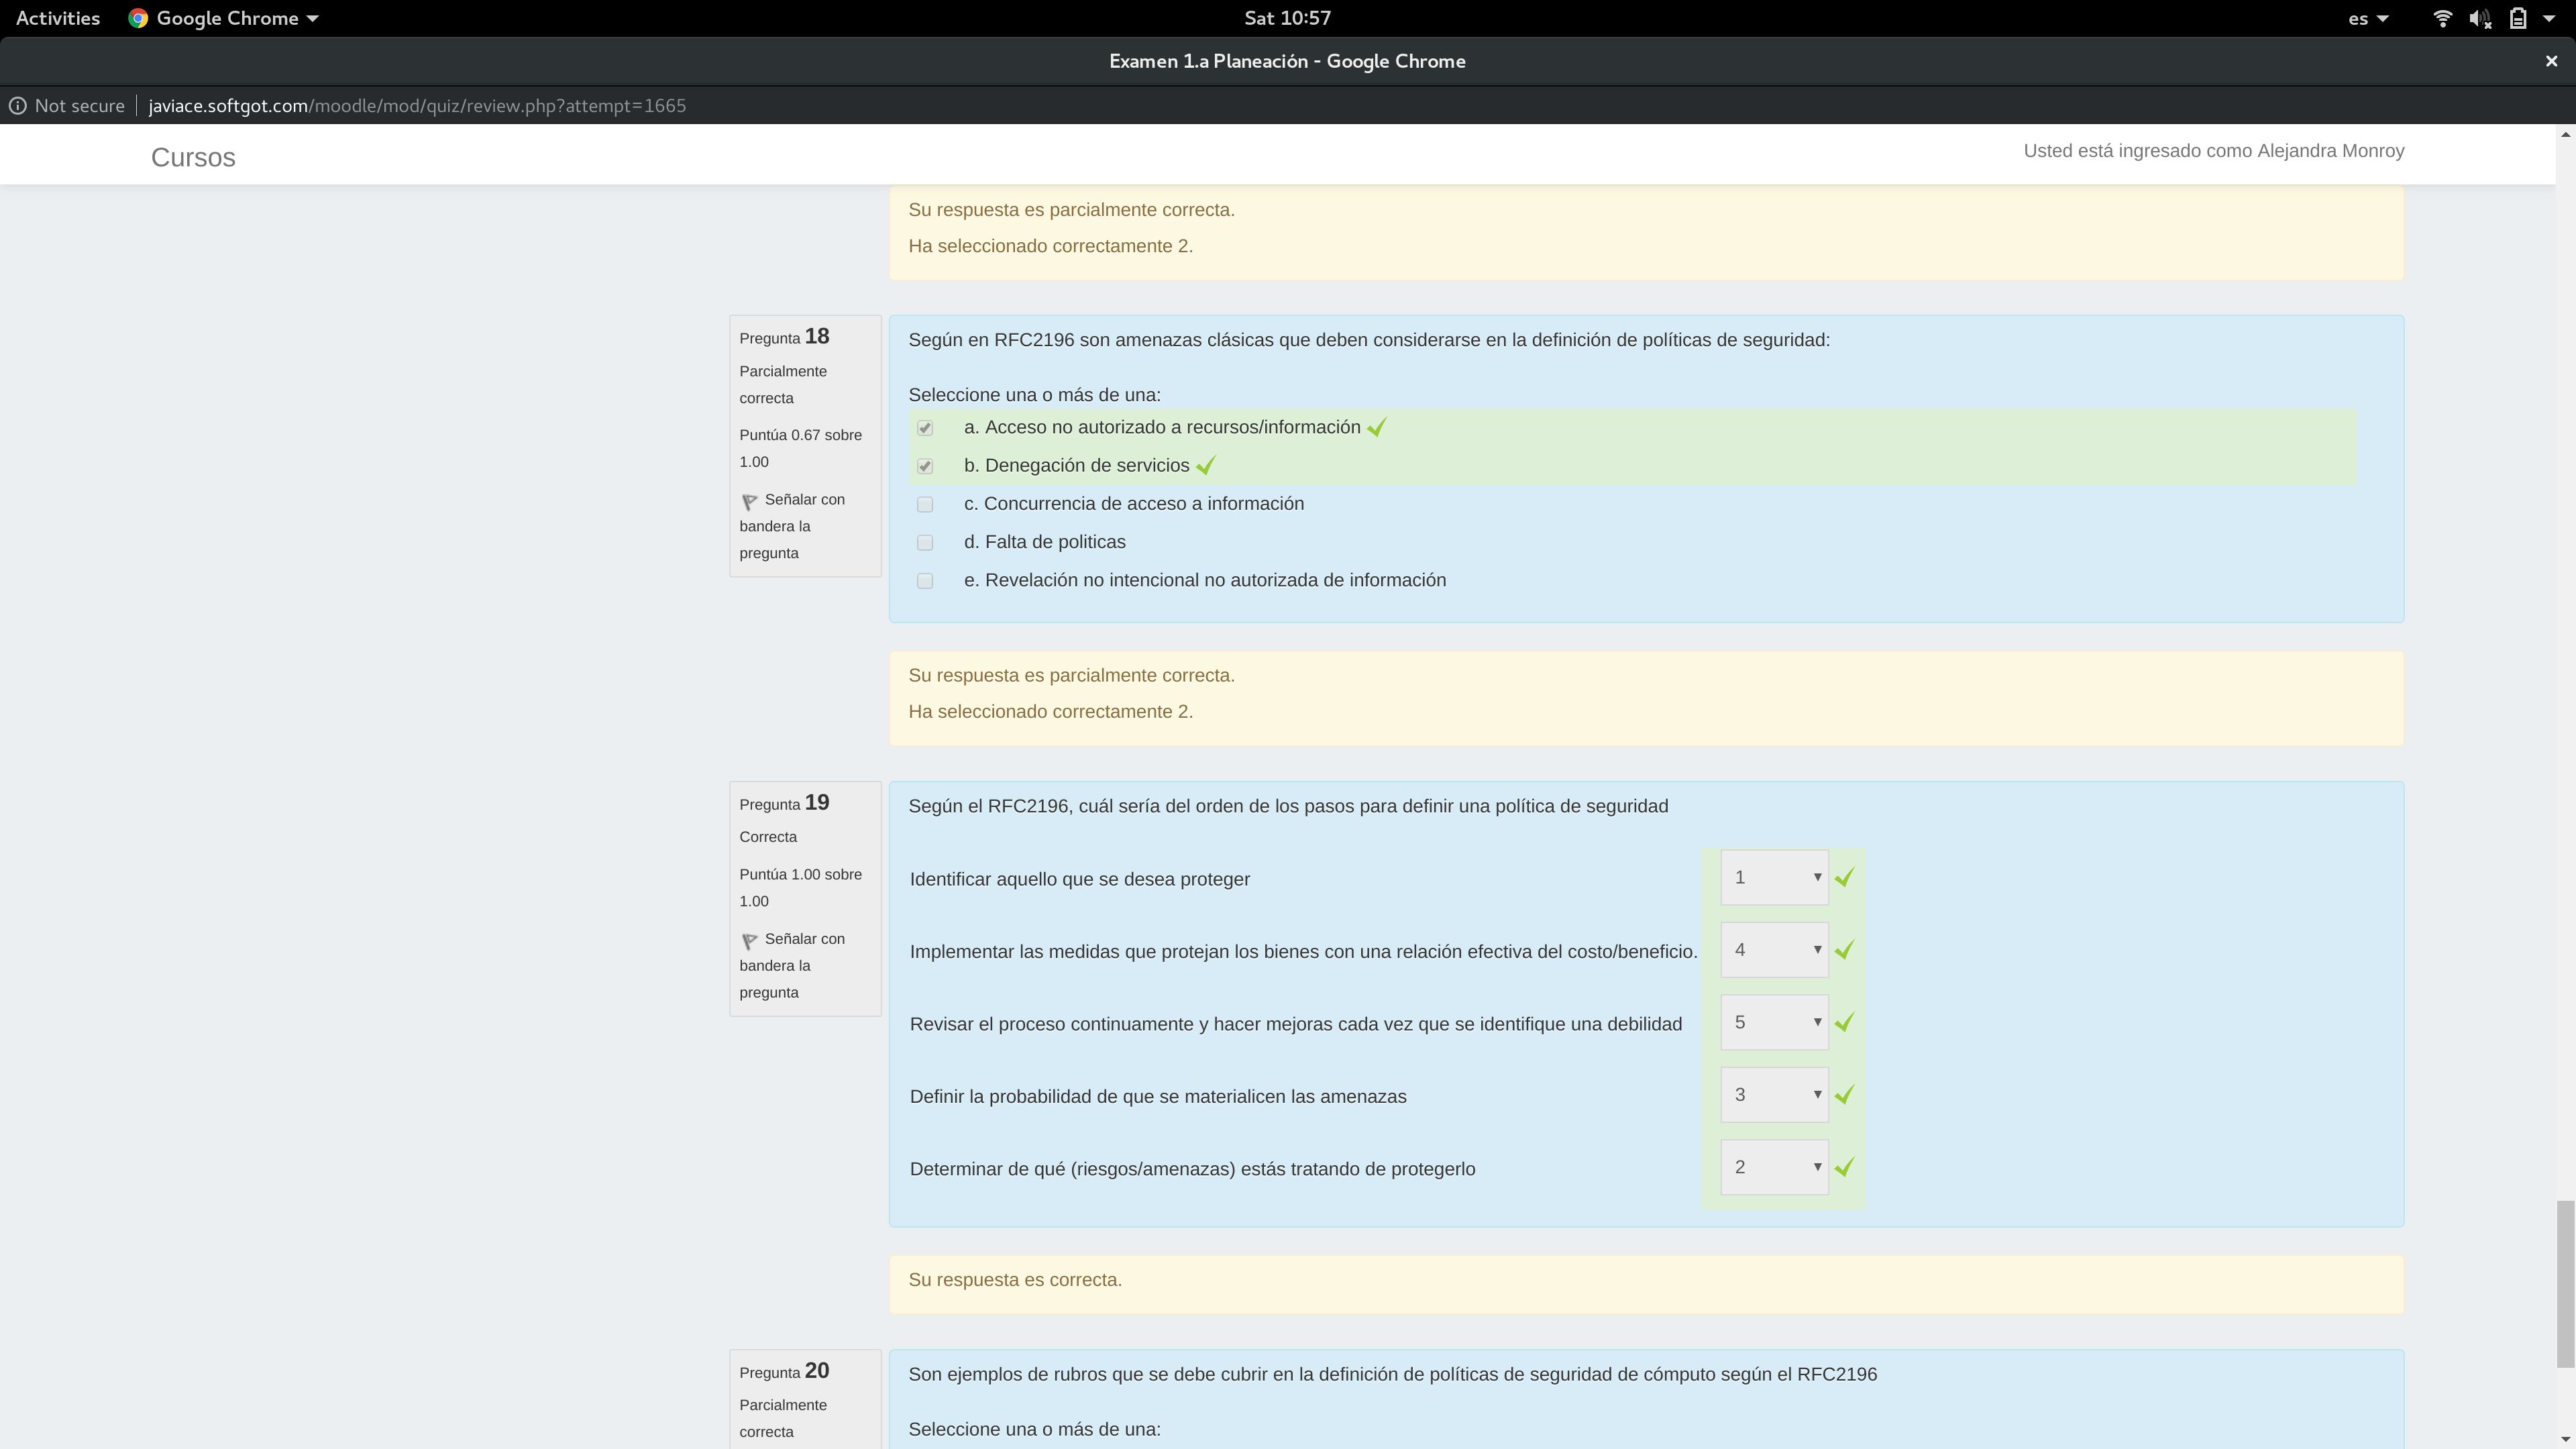 Activities Google Chrome Sat 10:57 es
Examen 1.a Planeación - Google Chrome
Not secure javiace.softgot.com/moodle/mod/quiz/review.php?attempt=1665
Cursos Usted está ingresado como Alejandra Monroy
Su respuesta es parcialmente correcta.
Ha seleccionado correctamente 2.
Pregunta 18
Parcialmente
correcta
Puntúa 0.67 sobre
1.00
Señalar con
bandera la
pregunta
Según en RFC2196 son amenazas clásicas que deben considerarse en la definición de políticas de seguridad:
Seleccione una o más de una:
a. Acceso no autorizado a recursos/información
b. Denegación de servicios
c. Concurrencia de acceso a información
d. Falta de politicas
e. Revelación no intencional no autorizada de información
Su respuesta es parcialmente correcta.
Ha seleccionado correctamente 2.
Pregunta 19
Correcta
Puntúa 1.00 sobre
1.00
Señalar con
bandera la
pregunta
Según el RFC2196, cuál sería del orden de los pasos para definir una política de seguridad
Identificar aquello que se desea proteger 1
Implementar las medidas que protejan los bienes con una relación efectiva del costo/beneficio. 4
Revisar el proceso continuamente y hacer mejoras cada vez que se identifique una debilidad 5
Definir la probabilidad de que se materialicen las amenazas 3
Determinar de qué (riesgos/amenazas) estás tratando de protegerlo 2
Su respuesta es correcta.
Pregunta 20
Parcialmente
correcta
Son ejemplos de rubros que se debe cubrir en la definición de políticas de seguridad de cómputo según el RFC2196
Seleccione una o más de una: